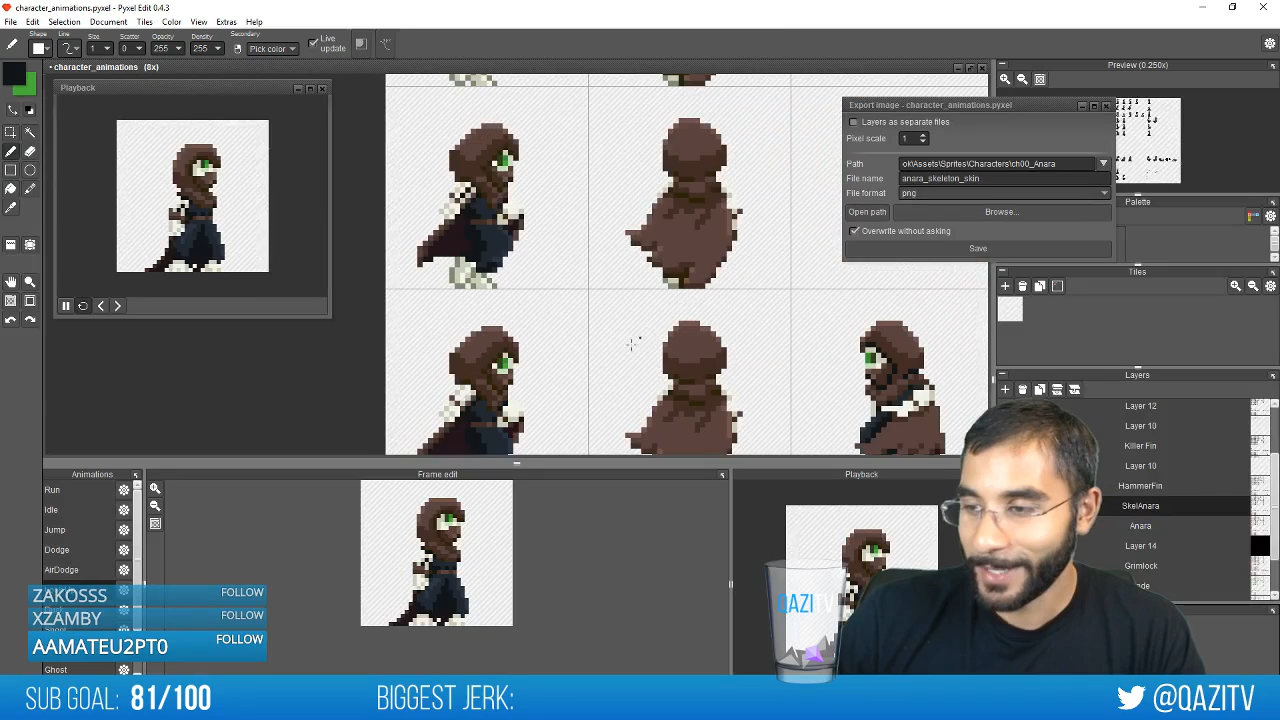 character_animations.pyxel - Pyxel Edit 0.4.3
File Edit Selection Document Tiles Color View Extras Help
Shape Line Size Shade Opacity Density Secondary
1 0 255 255 Pick color Live update
• character_animations (8x)
Playback
Preview (0.250x)
Export image - character_animations.pyxel
Layers as separate files
Pixel scale 1
Path ok\Assets\Sprites\Characters\ch00_Anara
File name anara_skeleton_skin
File format png
Open path Browse...
Overwrite without asking
Save
Palette
Tiles
Layers
Layer 12
Layer 10
Killer Fin
Layer 10
HammerFin
SkelAnara
Anara
Layer 14
Grimlock
Animations
Run
Idle
Jump
Dodge
AirDodge
Ghost
Frame edit
Playback
ZAKOSSS FOLLOW
XZAMBY FOLLOW
AAMATEU2PT0 FOLLOW
QAZITV
SUB GOAL: 81/100
BIGGEST JERK:
@QAZITV